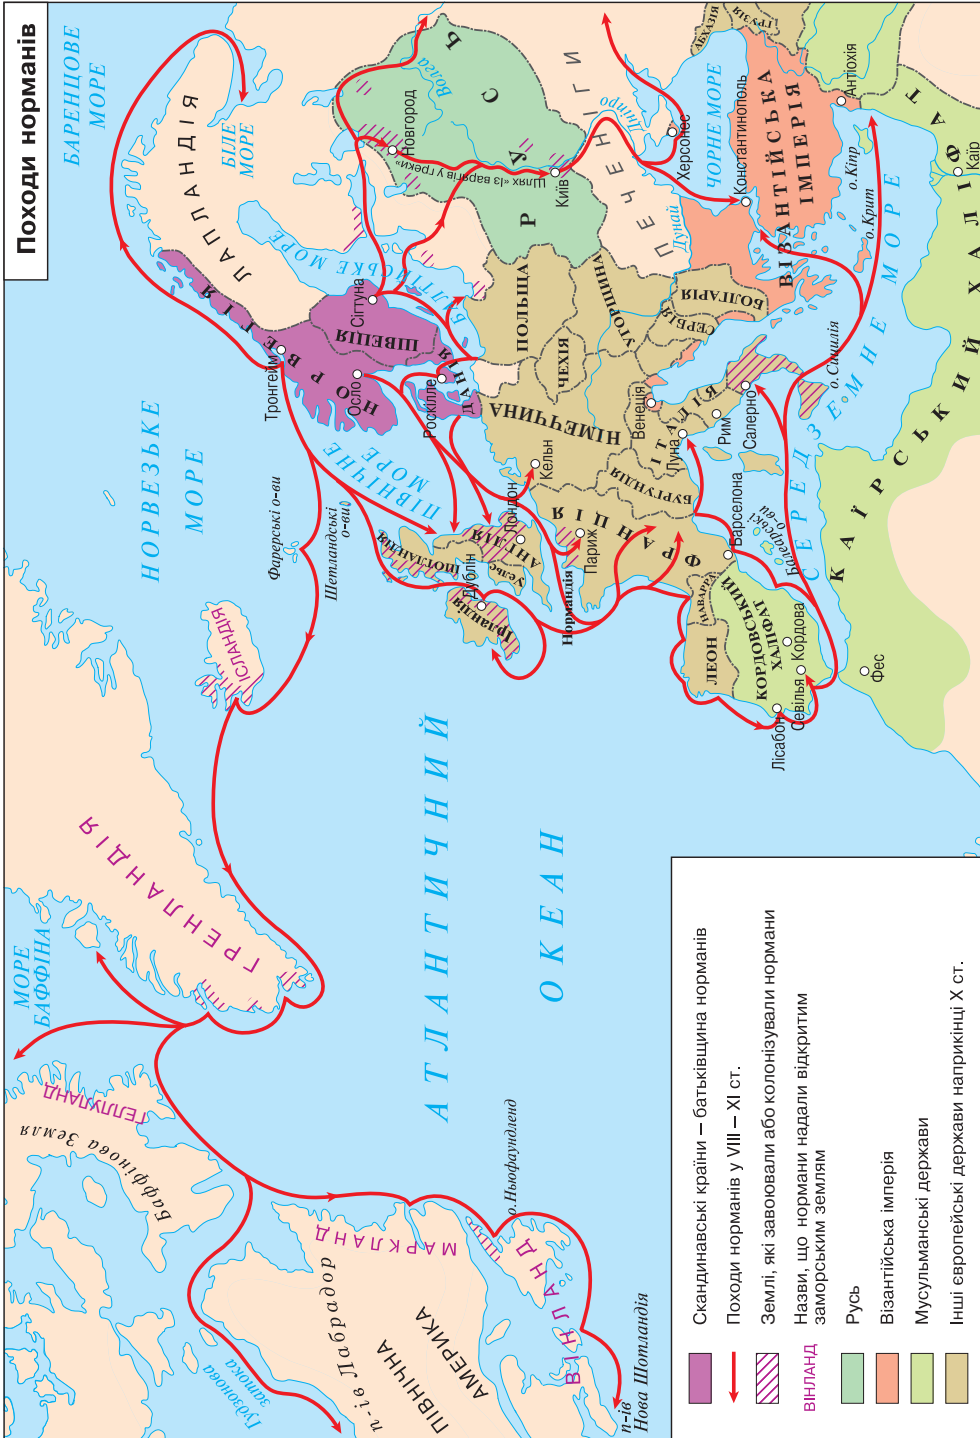 Походи норманів
БАРЕНЦОВЕ
МОРЕ
БІЛЕ
МОРЕ
ЛАПЛАНДІЯ
НОРВЕЗЬКЕ
МОРЕ
НОРВЕГІЯ
Тронгейм
Осло
ШВЕЦІЯ
Сігтуна
БАЛТІЙСЬКЕ МОРЕ
ДАНІЯ
Роскілле
ПІВНІЧНЕ
МОРЕ
Фарерські о-ви
Шетландські
о-ви
ІСЛАНДІЯ
ГРЕНЛАНДІЯ
МОРЕ
БАФФІНА
ГЕЛЛУЛАНД
Баффінова Земля
Гудзонова
затока
п-ів Лабрадор
ПІВНІЧНА
АМЕРИКА
МАРКЛАНД
о.Ньюфаундленд
ВІНЛАНД
п-ів
Нова Шотландія
АТЛАНТИЧНИЙ
ОКЕАН
ШОТЛАНДІЯ
Ірландія
Дублін
Уельс
АНГЛІЯ
Лондон
Нормандія
Париж
ФРАНЦІЯ
Кельн
НІМЕЧЧИНА
БУРГУНДІЯ
ЧЕХІЯ
ПОЛЬЩА
УГОРЩИНА
РУСЬ
Новгород
Волга
Шлях «Із варягів у греки»
Київ
Дніпро
ПЕЧЕНІГИ
Херсонес
ЧОРНЕ МОРЕ
АБХАЗІЯ
ГРУЗІЯ
Дунай
СЕРБІЯ
БОЛГАРІЯ
Константинополь
ВІЗАНТІЙСЬКА
ІМПЕРІЯ
Антіохія
о.Кіпр
о.Крит
ІТАЛІЯ
Венеція
Луна
Рим
Салерно
о.Сицилія
СЕРЕДЗЕМНЕ МОРЕ
Балеарські
о-ви
Барселона
НАВАРРА
ЛЕОН
КОРДОВСЬКИЙ
ХАЛІФАТ
Кордова
Севілья
Лісабон
Фес
КАЇРСЬКИЙ ХАЛІФАТ
Каїр
Скандинавські країни – батьківщина норманів
Походи норманів у VIII – XI ст.
Землі, які завоювали або колонізували нормани
ВІНЛАНД
Назви, що нормани надали відкритим
заморським землям
Русь
Візантійська імперія
Мусульманські держави
Інші європейські держави наприкінці X ст.